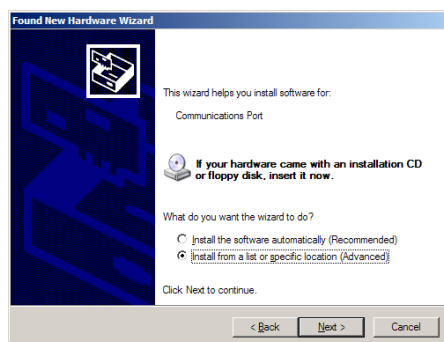 Found New Hardware Wizard
This wizard helps you install software for:
Communications Port
If your hardware came with an installation CD
or floppy disk, insert it now.
What do you want the wizard to do?
Install the software automatically (Recommended)
Install from a list or specific location (Advanced)
Click Next to continue.
< Back Next > Cancel